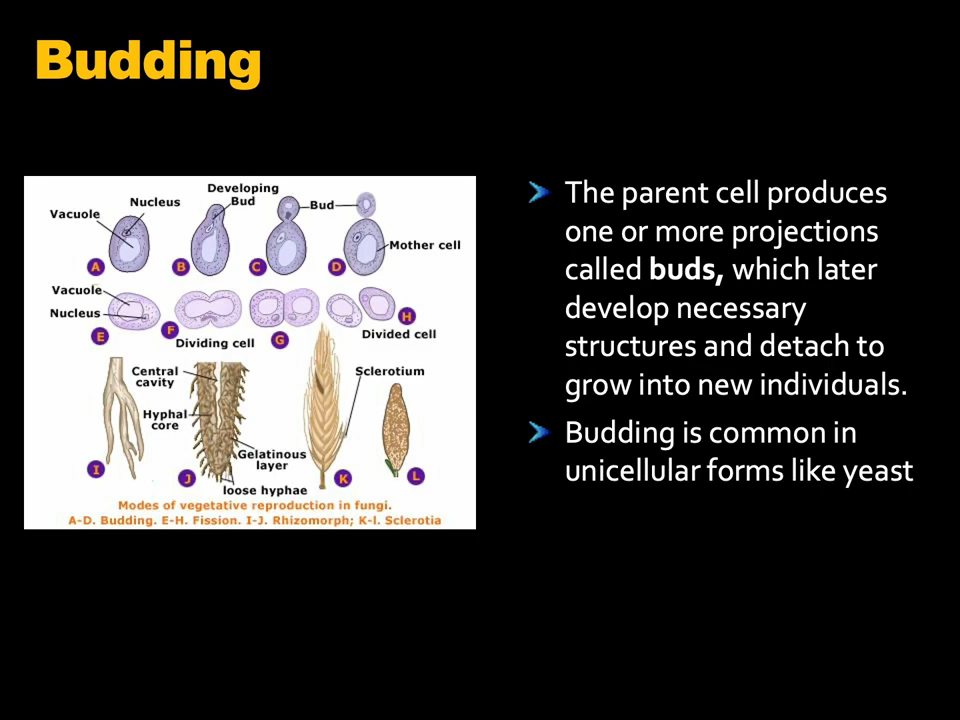 Budding
Developing
Bud
Nucleus
Vacuole
Bud
Mother cell
A
B
C
D
Vacuole
Nucleus
E
F
Dividing cell
G
H
Divided cell
Central
cavity
Sclerotium
Hyphal
core
Gelatinous
layer
I
J
loose hyphae
K
L
Modes of vegetative reproduction in fungi.
A-D. Budding. E-H. Fission. I-J. Rhizomorph; K-l. Sclerotia
The parent cell produces
one or more projections
called buds, which later
develop necessary
structures and detach to
grow into new individuals.
Budding is common in
unicellular forms like yeast